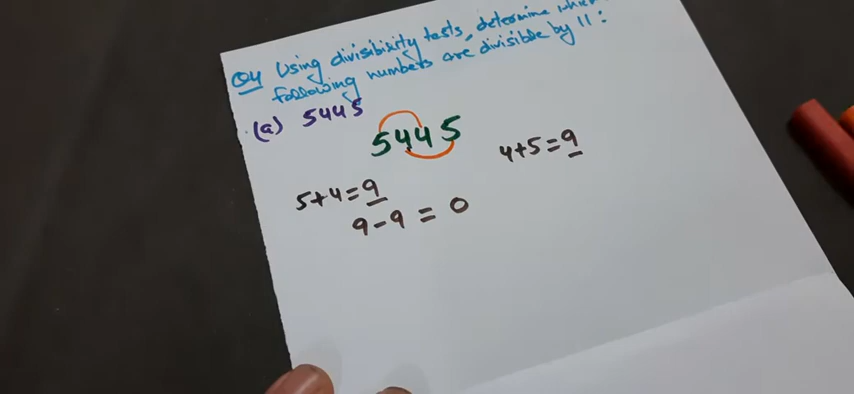 Q4 Using divisibility tests, determine which
following numbers are divisible by 11:
(a) 5445
5445
4+5=9
5+4=9
9-9=0